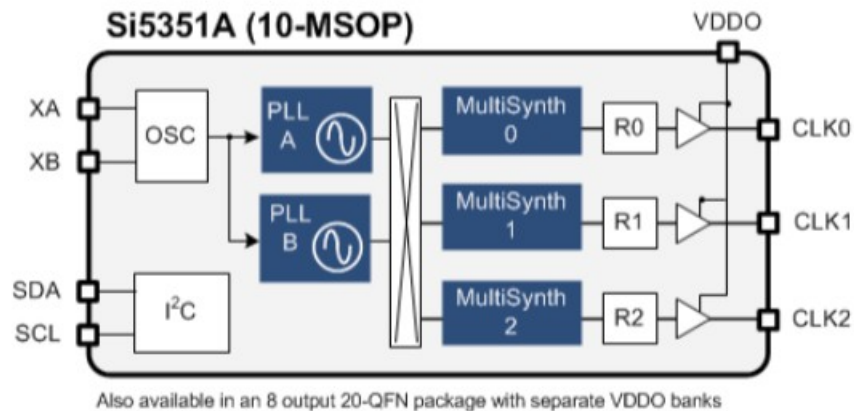 Si5351A (10-MSOP)
VDDO
XA
XB
OSC
PLL
A
PLL
B
MultiSynth
0
R0
CLK0
MultiSynth
1
R1
CLK1
MultiSynth
2
R2
CLK2
SDA
SCL
I²C
Also available in an 8 output 20-QFN package with separate VDDO banks